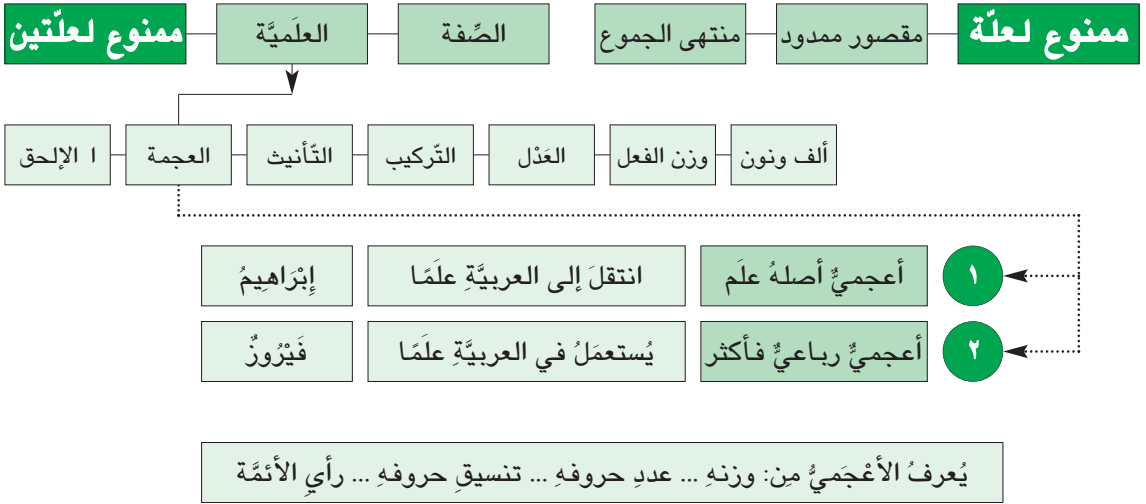 ممنوع لعلّة مقصور ممدود منتهى الجموع الصِّفة العلَميَّة ممنوع لعلّتين
ألف ونون وزن الفعل العَدْل التّركيب التّأنيث العجمة ا الإلحق
١ أعجميٌّ أصلهُ علَم انتقلَ إلى العربيَّةِ علَمًا إِبْرَاهِيمُ
٢ أعجميٌّ رباعيٌّ فأكثر يُستعمَلُ في العربيَّةِ علَمًا فَيْرُوزٌ
يُعرفُ الأعْجَميُّ مِن: وزنهِ ... عددِ حروفهِ ... تنسيقِ حروفهِ ... رأيِ الأئمَّة